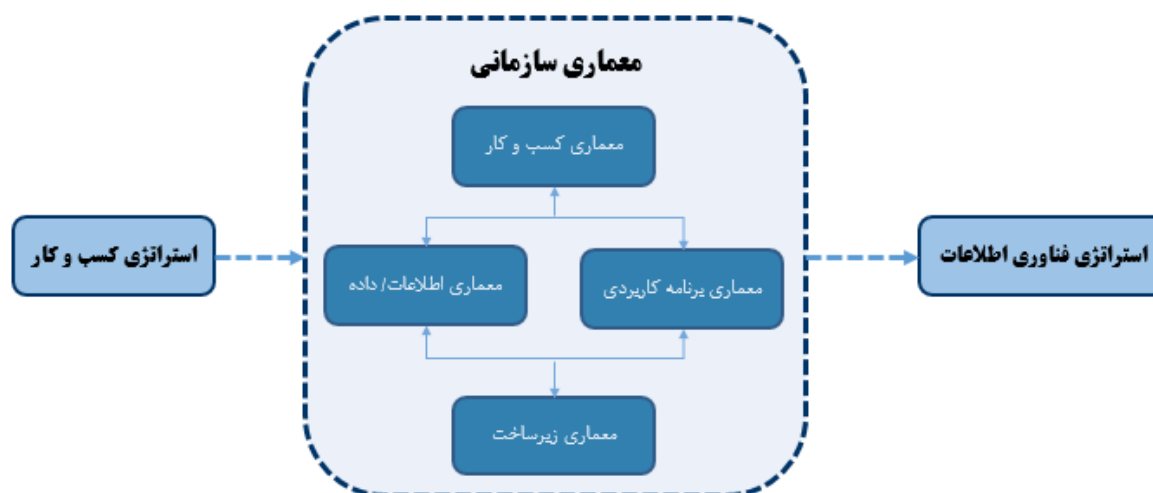 معماری سازمانی
معماری کسب و کار
استراتژی کسب و کار
معماری اطلاعات/ داده
معماری برنامه کاربردی
استراتژی فناوری اطلاعات
معماری زیرساخت